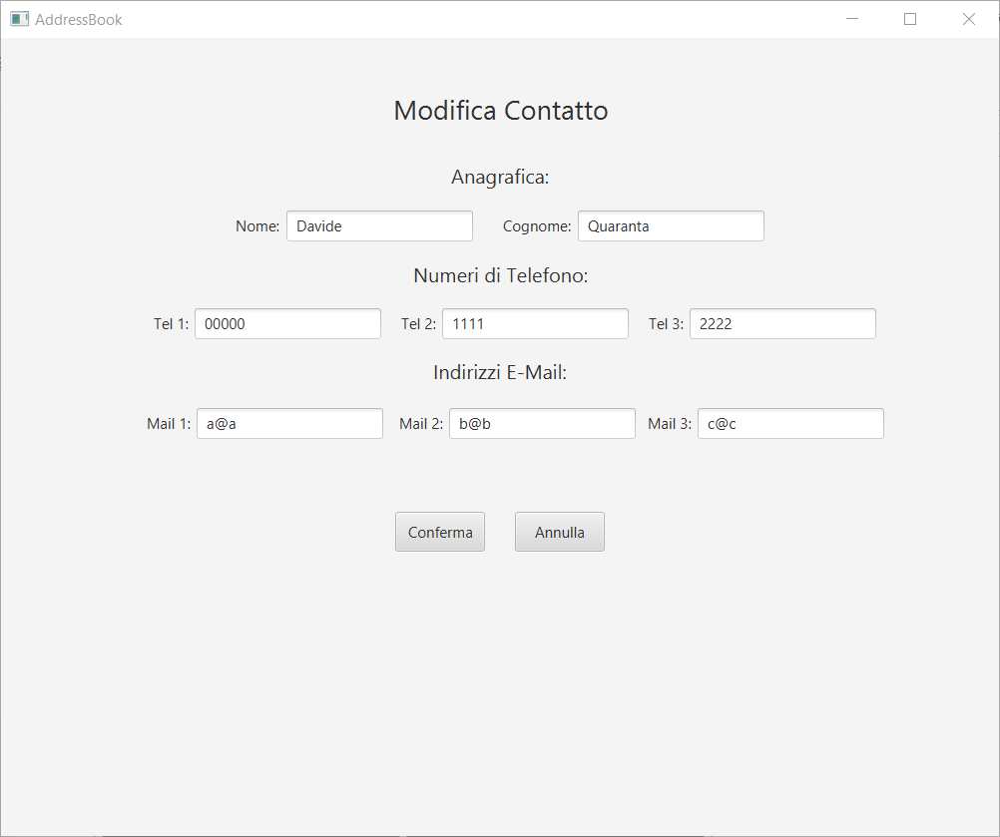 AddressBook
Modifica Contatto
Anagrafica:
Nome: Davide Cognome: Quaranta
Numeri di Telefono:
Tel 1: 00000 Tel 2: 1111 Tel 3: 2222
Indirizzi E-Mail:
Mail 1: a@a Mail 2: b@b Mail 3: c@c
Conferma Annulla